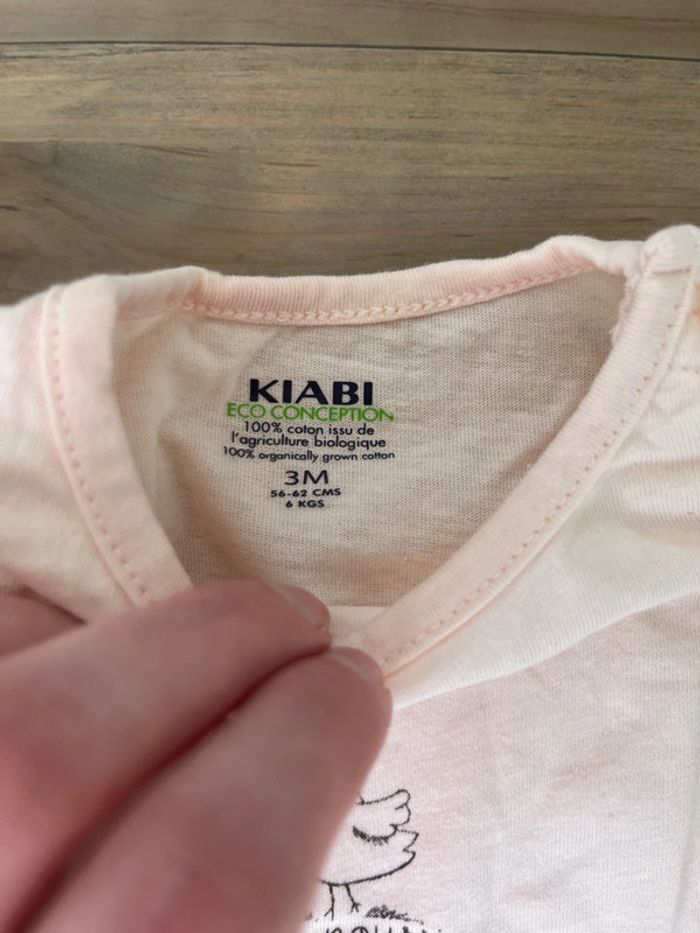 KIABI
ECO CONCEPTION
100% coton issu de
l'agriculture biologique
100% organically grown cotton
3M
56-62 CMS
6 KGS